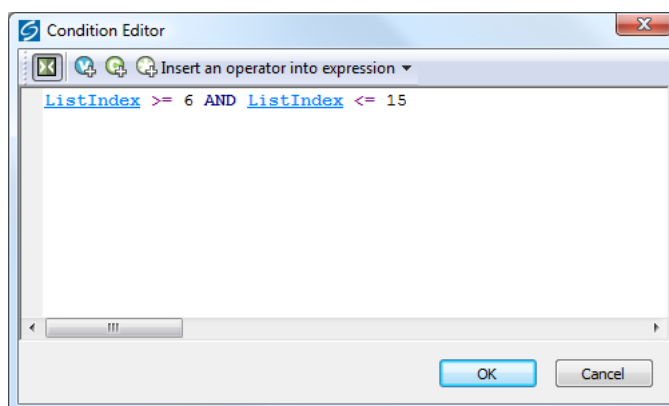 Condition Editor
Insert an operator into expression
ListIndex >= 6 AND ListIndex <= 15
OK Cancel